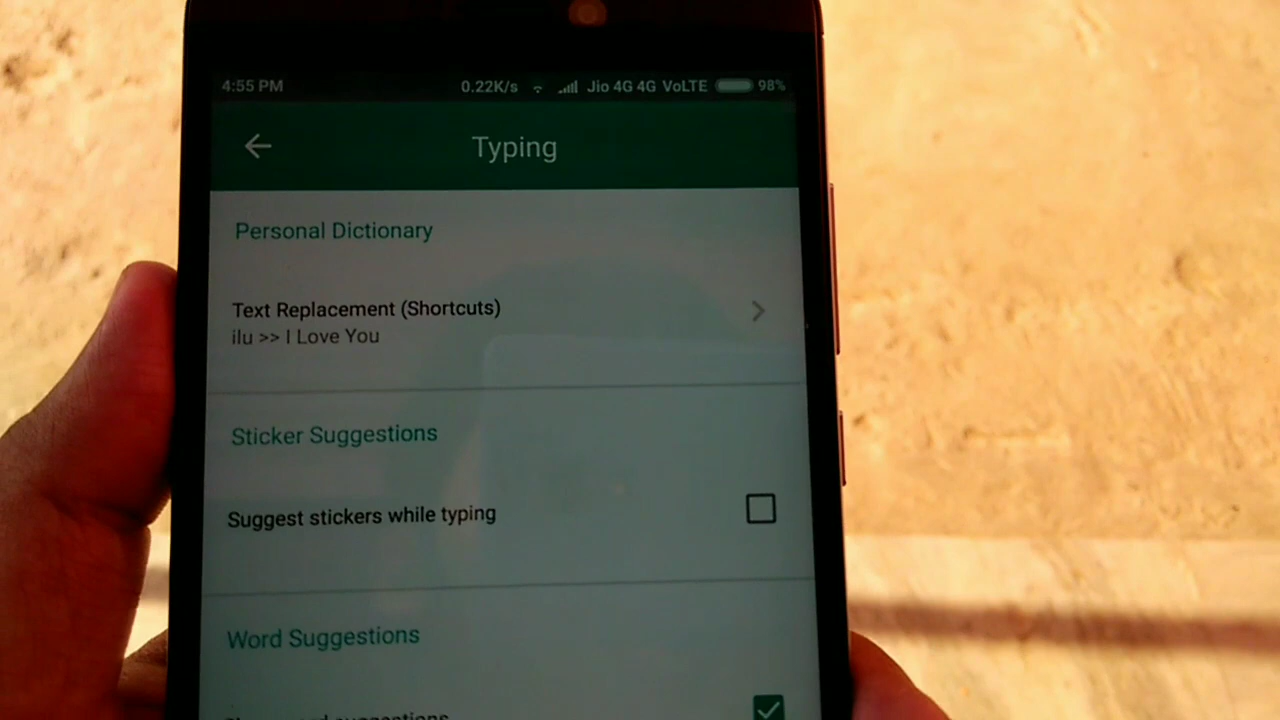 4:55 PM 0.22K/s Jio 4G 4G VoLTE 98%
Typing
Personal Dictionary
Text Replacement (Shortcuts)
ilu >> I Love You
Sticker Suggestions
Suggest stickers while typing
Word Suggestions
suggestions